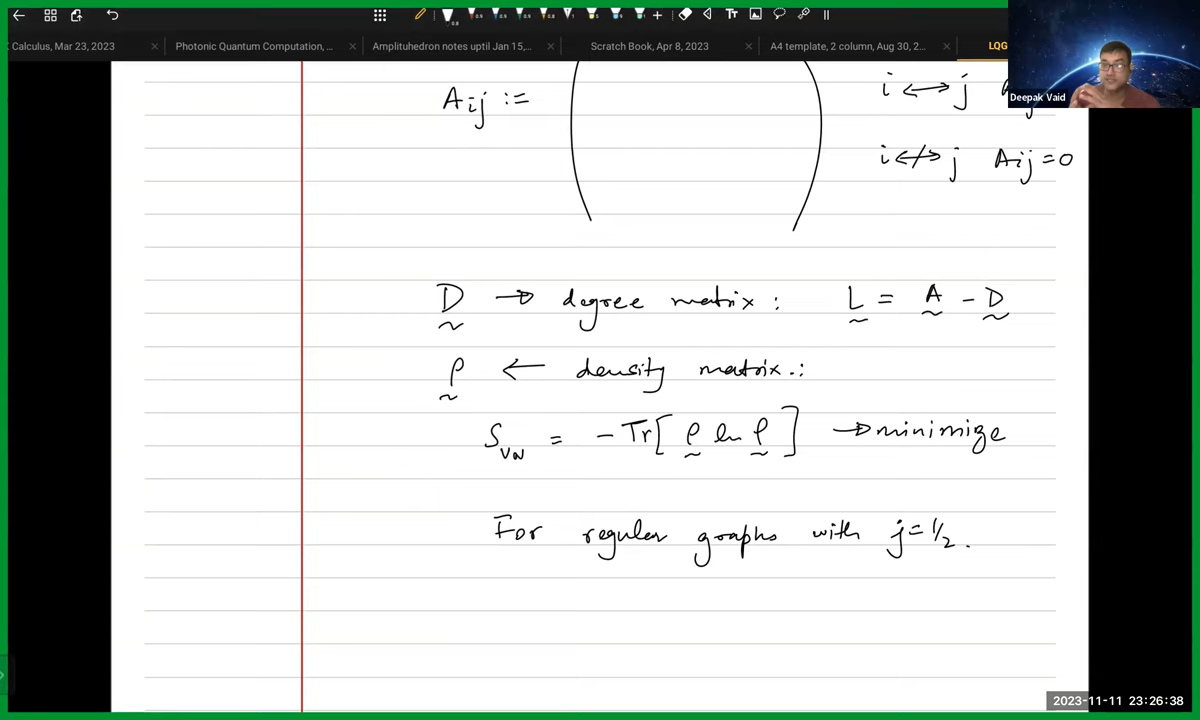 Calculus, Mar 23, 2023
Photonic Quantum Computation, ...
Amplituhedron notes uptil Jan 15,...
Scratch Book, Apr 8, 2023
A4 template, 2 column, Aug 30, 2...
LQG
Deepak Vaid
Aij :=
i ↔ j
i ↮ j Aij = 0
D → degree matrix : L = A - D
ρ ← density matrix :
SVN = - Tr[ ρ ln ρ ] → minimize
For regular graphs with j = 1/2 .
2023-11-11 23:26:38